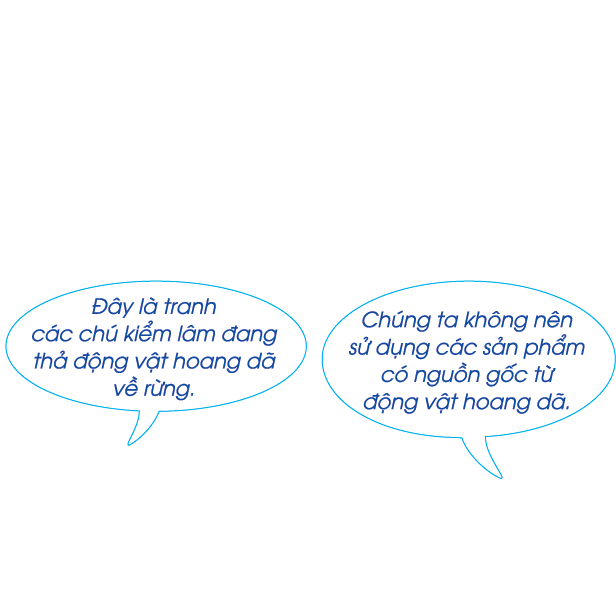 Đây là tranh
các chú kiểm lâm đang
thả động vật hoang dã
về rừng.
Chúng ta không nên
sử dụng các sản phẩm
có nguồn gốc từ
động vật hoang dã.